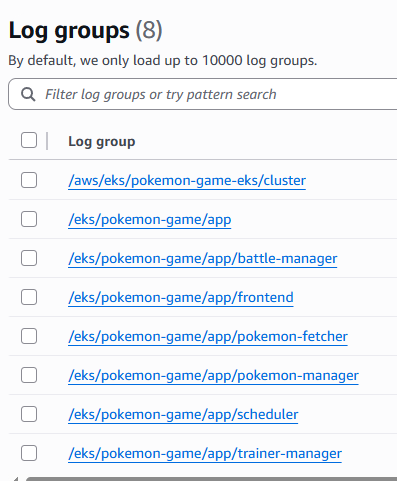 Log groups (8)
By default, we only load up to 10000 log groups.
Filter log groups or try pattern search
Log group
/aws/eks/pokemon-game-eks/cluster
/eks/pokemon-game/app
/eks/pokemon-game/app/battle-manager
/eks/pokemon-game/app/frontend
/eks/pokemon-game/app/pokemon-fetcher
/eks/pokemon-game/app/pokemon-manager
/eks/pokemon-game/app/scheduler
/eks/pokemon-game/app/trainer-manager